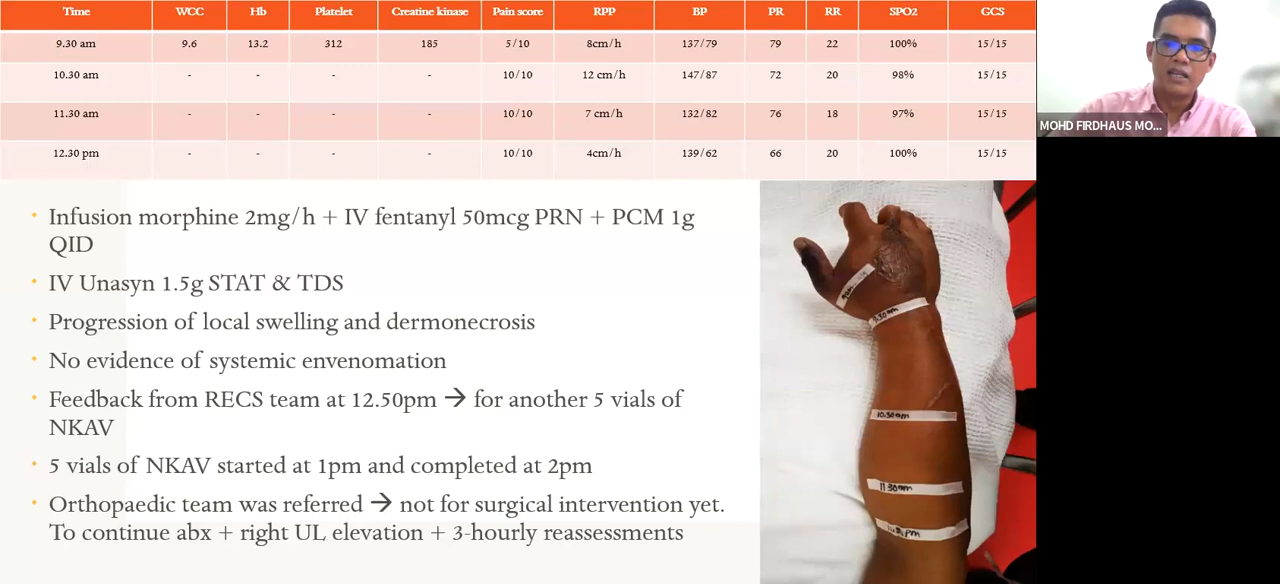 Time WCC Hb Platelet Creatine kinase Pain score RPP BP PR RR SPO2 GCS
9.30 am 9.6 13.2 312 185 5/10 8cm/h 137/79 79 22 100% 15/15
10.30 am - - - - 10/10 12 cm/h 147/87 72 20 98% 15/15
11.30 am - - - - 10/10 7 cm/h 132/82 76 18 97% 15/15
12.30 pm - - - - 10/10 4cm/h 139/62 66 20 100% 15/15
MOHD FIRDHAUS MO...
Infusion morphine 2mg/h + IV fentanyl 50mcg PRN + PCM 1g
QID
IV Unasyn 1.5g STAT & TDS
Progression of local swelling and dermonecrosis
No evidence of systemic envenomation
Feedback from RECS team at 12.50pm → for another 5 vials of
NKAV
5 vials of NKAV started at 1pm and completed at 2pm
Orthopaedic team was referred → not for surgical intervention yet.
To continue abx + right UL elevation + 3-hourly reassessments
9.30am
10.30am
11.30am